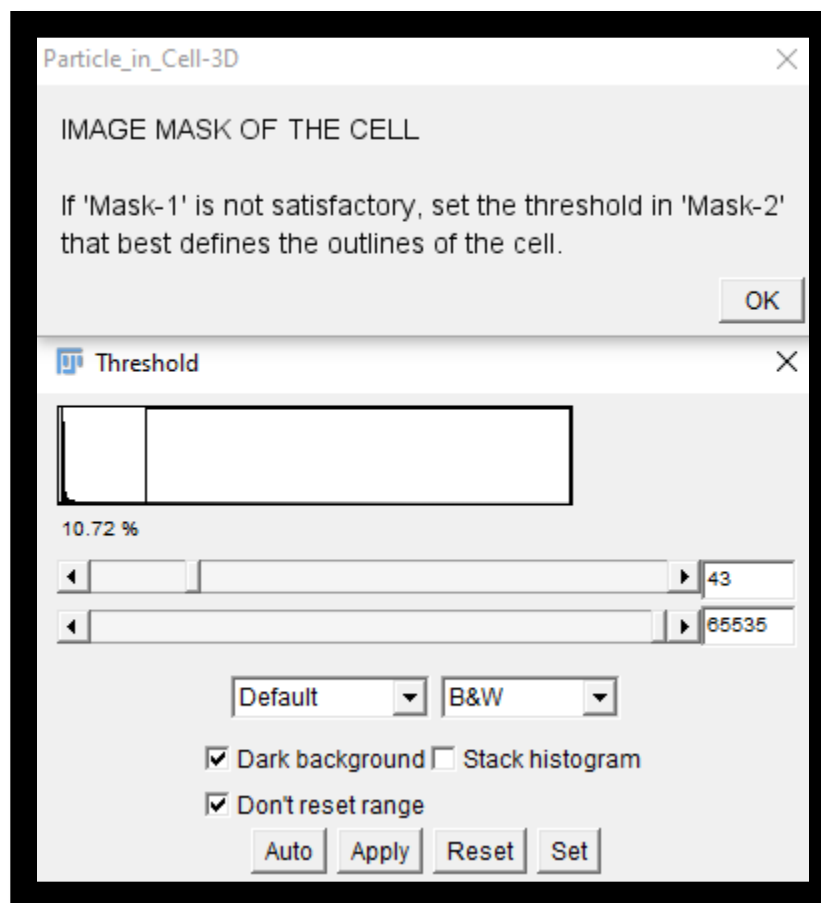 Particle_in_Cell-3D
IMAGE MASK OF THE CELL
If 'Mask-1' is not satisfactory, set the threshold in 'Mask-2'
that best defines the outlines of the cell.
OK
Threshold
10.72 %
43
65535
Default B&W
Dark background Stack histogram
Don't reset range
Auto Apply Reset Set